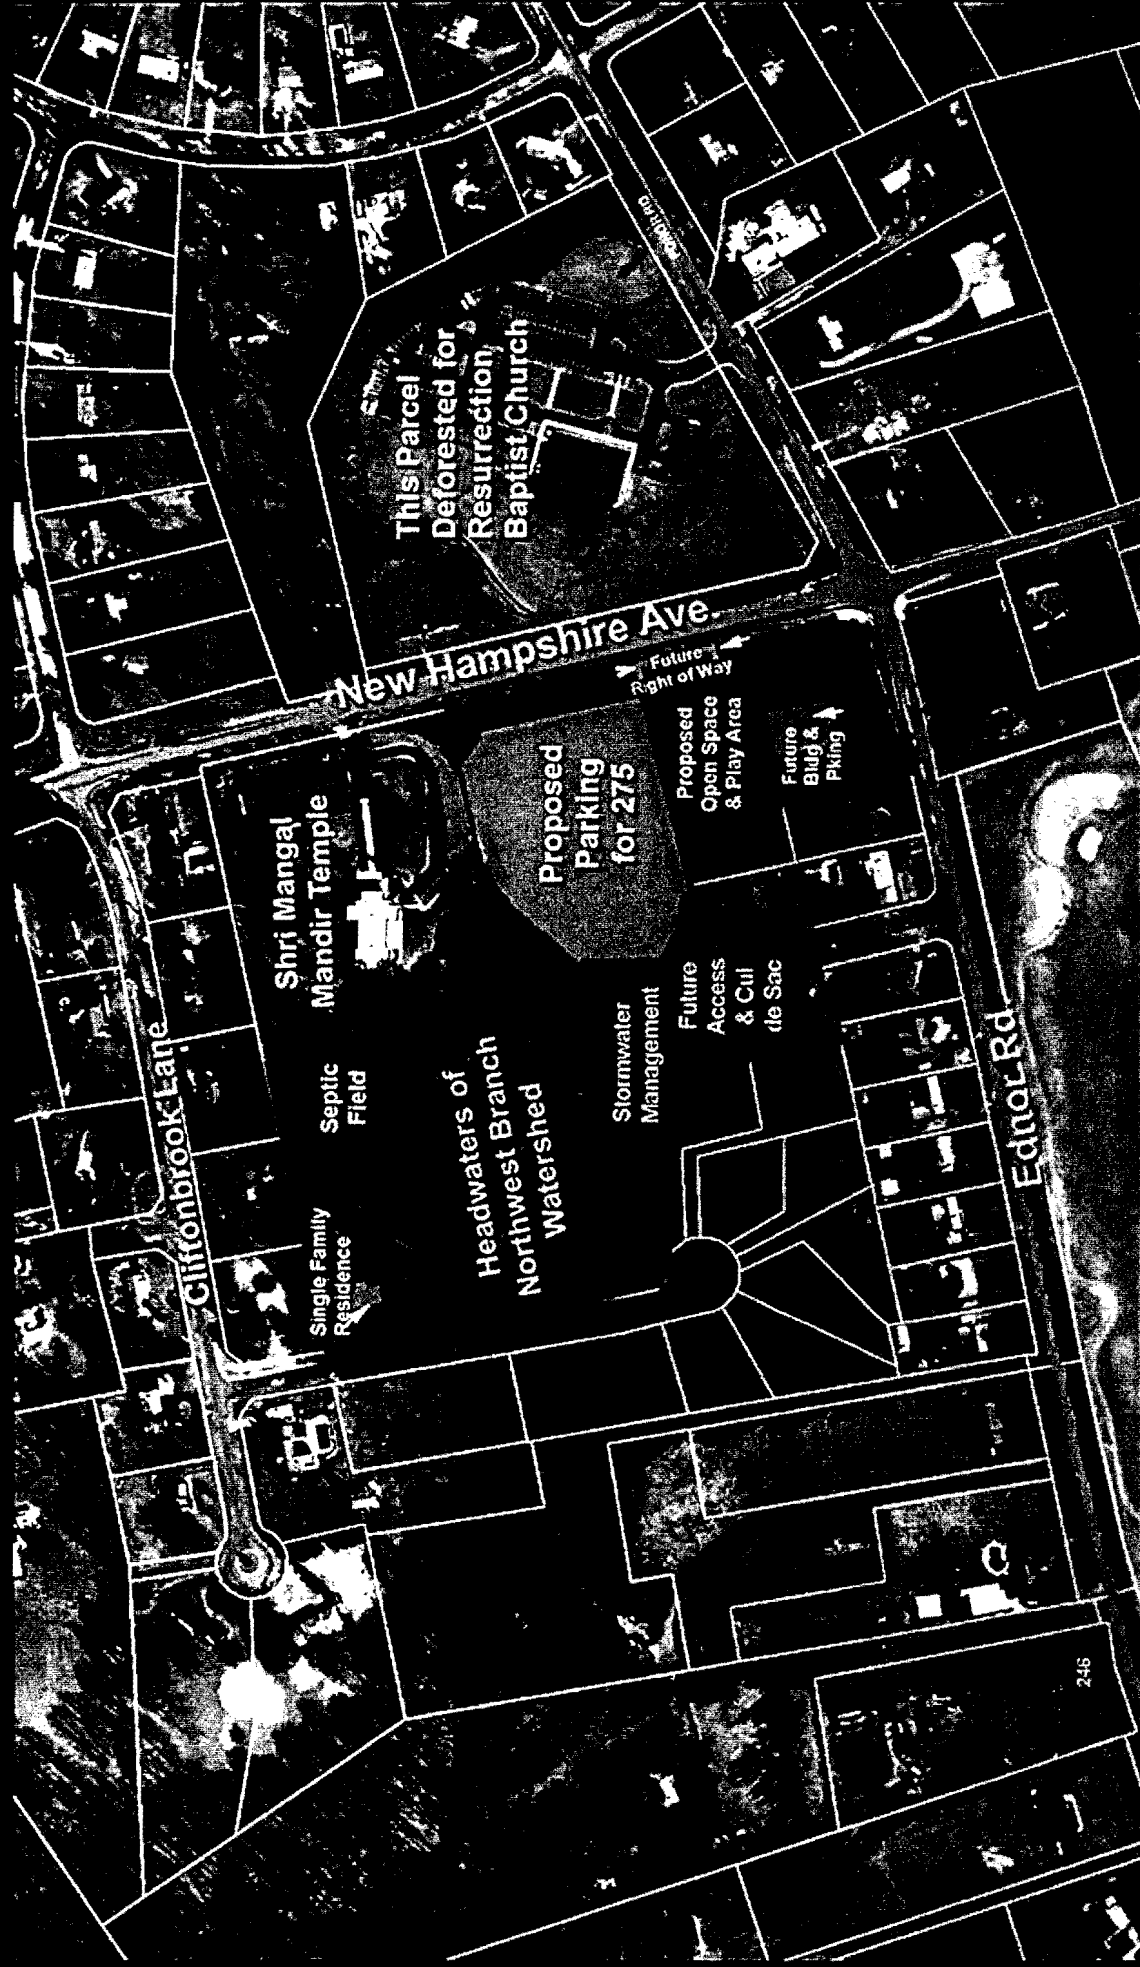 Cliftonbrook Lane
Single Family
Residence
Septic
Field
Shri Mangal
Mandir Temple
New Hampshire Ave.
This Parcel
Deforested for
Resurrection
Baptist Church
Headwaters of
Northwest Branch
Watershed
Proposed
Parking
for 275
Future
Right of Way
Stormwater
Management
Future
Access
& Cul
de Sac
Proposed
Open Space
& Play Area
Future
Bldg &
Pking
Ednor Rd
246